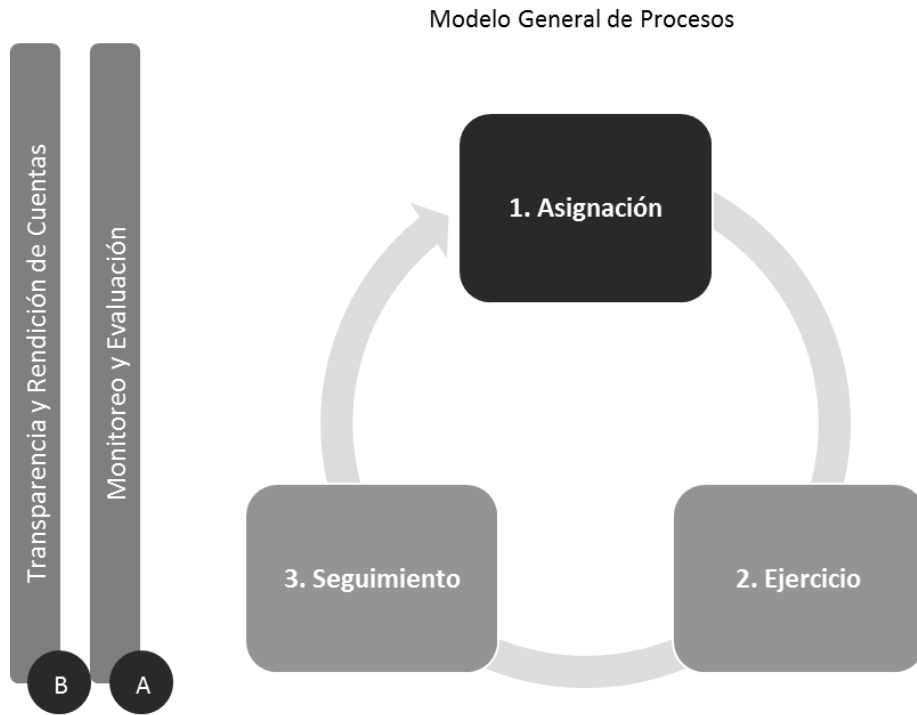 Modelo General de Procesos
Transparencia y Rendición de Cuentas
Monitoreo y Evaluación
1. Asignación
3. Seguimiento
2. Ejercicio
B
A